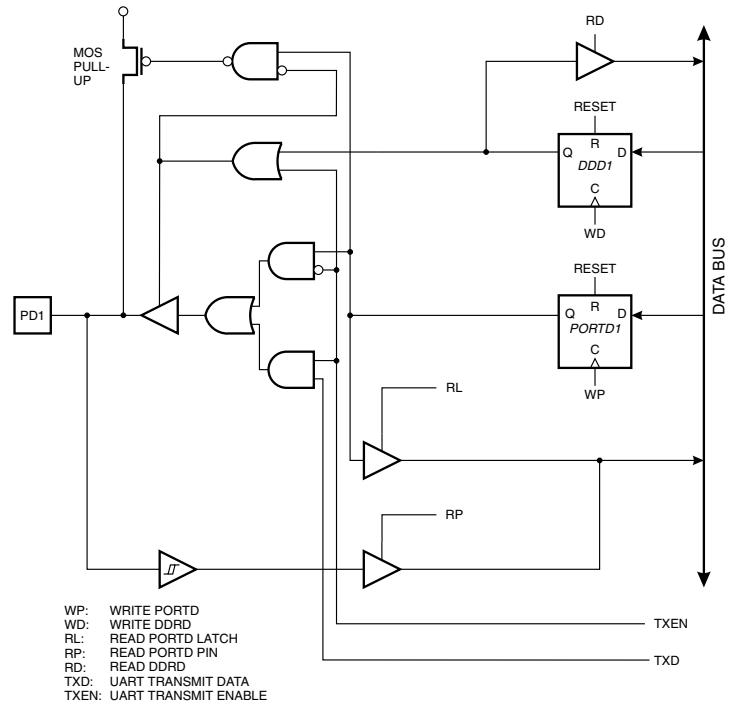 RD
MOS
PULL-
UP
RESET
R
Q
D
DDD1
C
WD
DATA BUS
RESET
R
Q
D
PORTD1
C
WP
PD1
RL
RP
WP: WRITE PORTD
WD: WRITE DDRD
RL: READ PORTD LATCH
RP: READ PORTD PIN
RD: READ DDRD
TXD: UART TRANSMIT DATA
TXEN: UART TRANSMIT ENABLE
TXEN
TXD